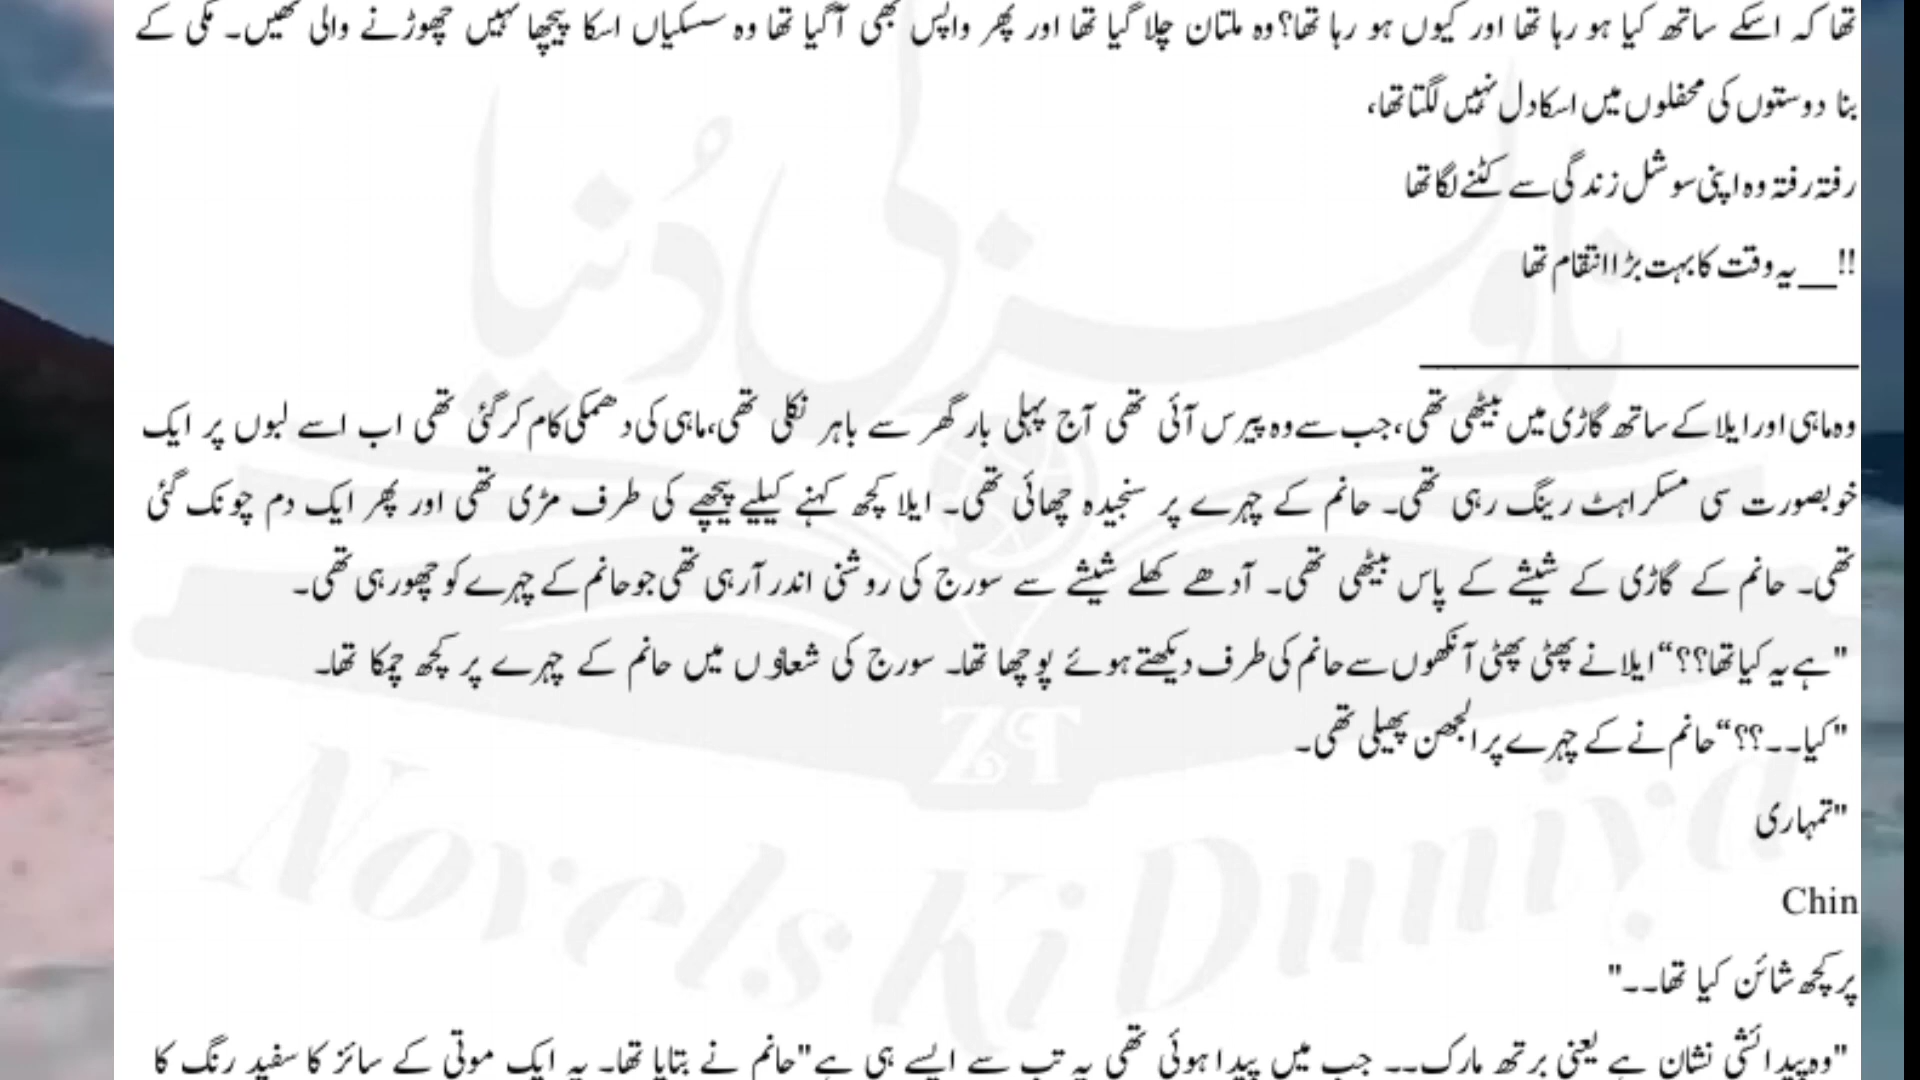 تھا کہ اسکے ساتھ کیا ہو رہا تھا اور کیوں ہو رہا تھا؟وہ ملتان چلا گیا تھا اور پھر واپس بھی آگیا تھا وہ سسکیاں اسکا پیچھا نہیں چھوڑنے والی تھیں۔ مکی کے
بنا دوستوں کی محفلوں میں اسکا دل نہیں لگتا تھا،
رفتہ رفتہ وہ اپنی سوشل زندگی سے کٹنے لگا تھا
!!__یہ وقت کا بہت بڑا انتقام تھا
ناولز کی دُنیا
وہ ماہی اور ایلا کے ساتھ گاڑی میں بیٹھی تھی، جب سے وہ پیرس آئی تھی آج پہلی بار گھر سے باہر نکلی تھی،ماہی کی دھمکی کام کر گئی تھی اب اسے لبوں پر ایک
خوبصورت سی مسکراہٹ رینگ رہی تھی۔ حانم کے چہرے پر سنجیدہ چھائی تھی۔ ایلا کچھ کہنے کیلیے پیچھے کی طرف مڑی تھی اور پھر ایک دم چونک گئی
تھی۔ حانم کے گاڑی کے شیشے کے پاس بیٹھی تھی۔ آدھے کھلے شیشے سے سورج کی روشنی اندر آرہی تھی جو حانم کے چہرے کو چھو رہی تھی۔
"ہے یہ کیا تھا؟؟“ ایلا نے پھٹی پھٹی آنکھوں سے حانم کی طرف دیکھتے ہوئے پوچھا تھا۔ سورج کی شعاؤں میں حانم کے چہرے پر کچھ چمکا تھا۔
"کیا۔۔؟؟“ حانم نے کے چہرے پر الجھن پھیلی تھی۔
ZT
"تمہاری
Novels Ki Duniya
Chin
پر کچھ شائن کیا تھا۔۔"
"وہ پیدائشی نشان ہے یعنی برتھ مارک۔۔ جب میں پیدا ہوئی تھی یہ تب سے ایسے ہی ہے"حانم نے بتایا تھا۔ یہ ایک موتی کے سائز کا سفید رنگ کا